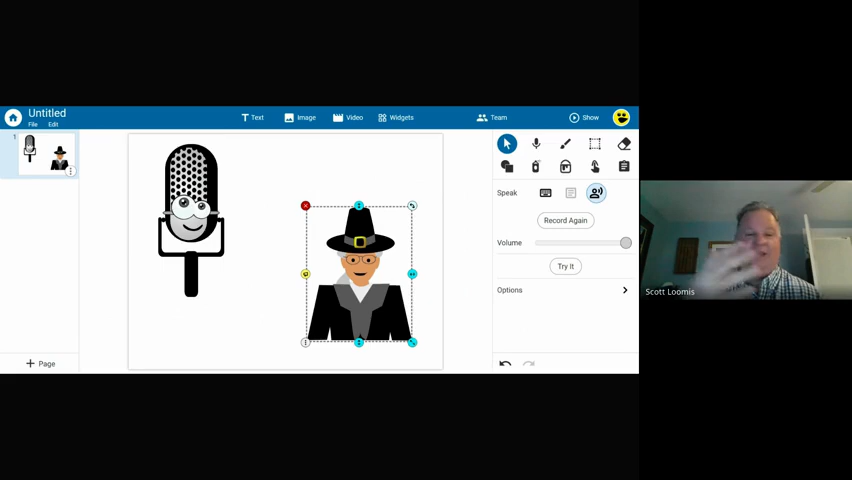 Untitled
File Edit
Text Image Video Widgets Team Show
1
Speak
Record Again
Volume
Try It
Options
Page
Scott Loomis